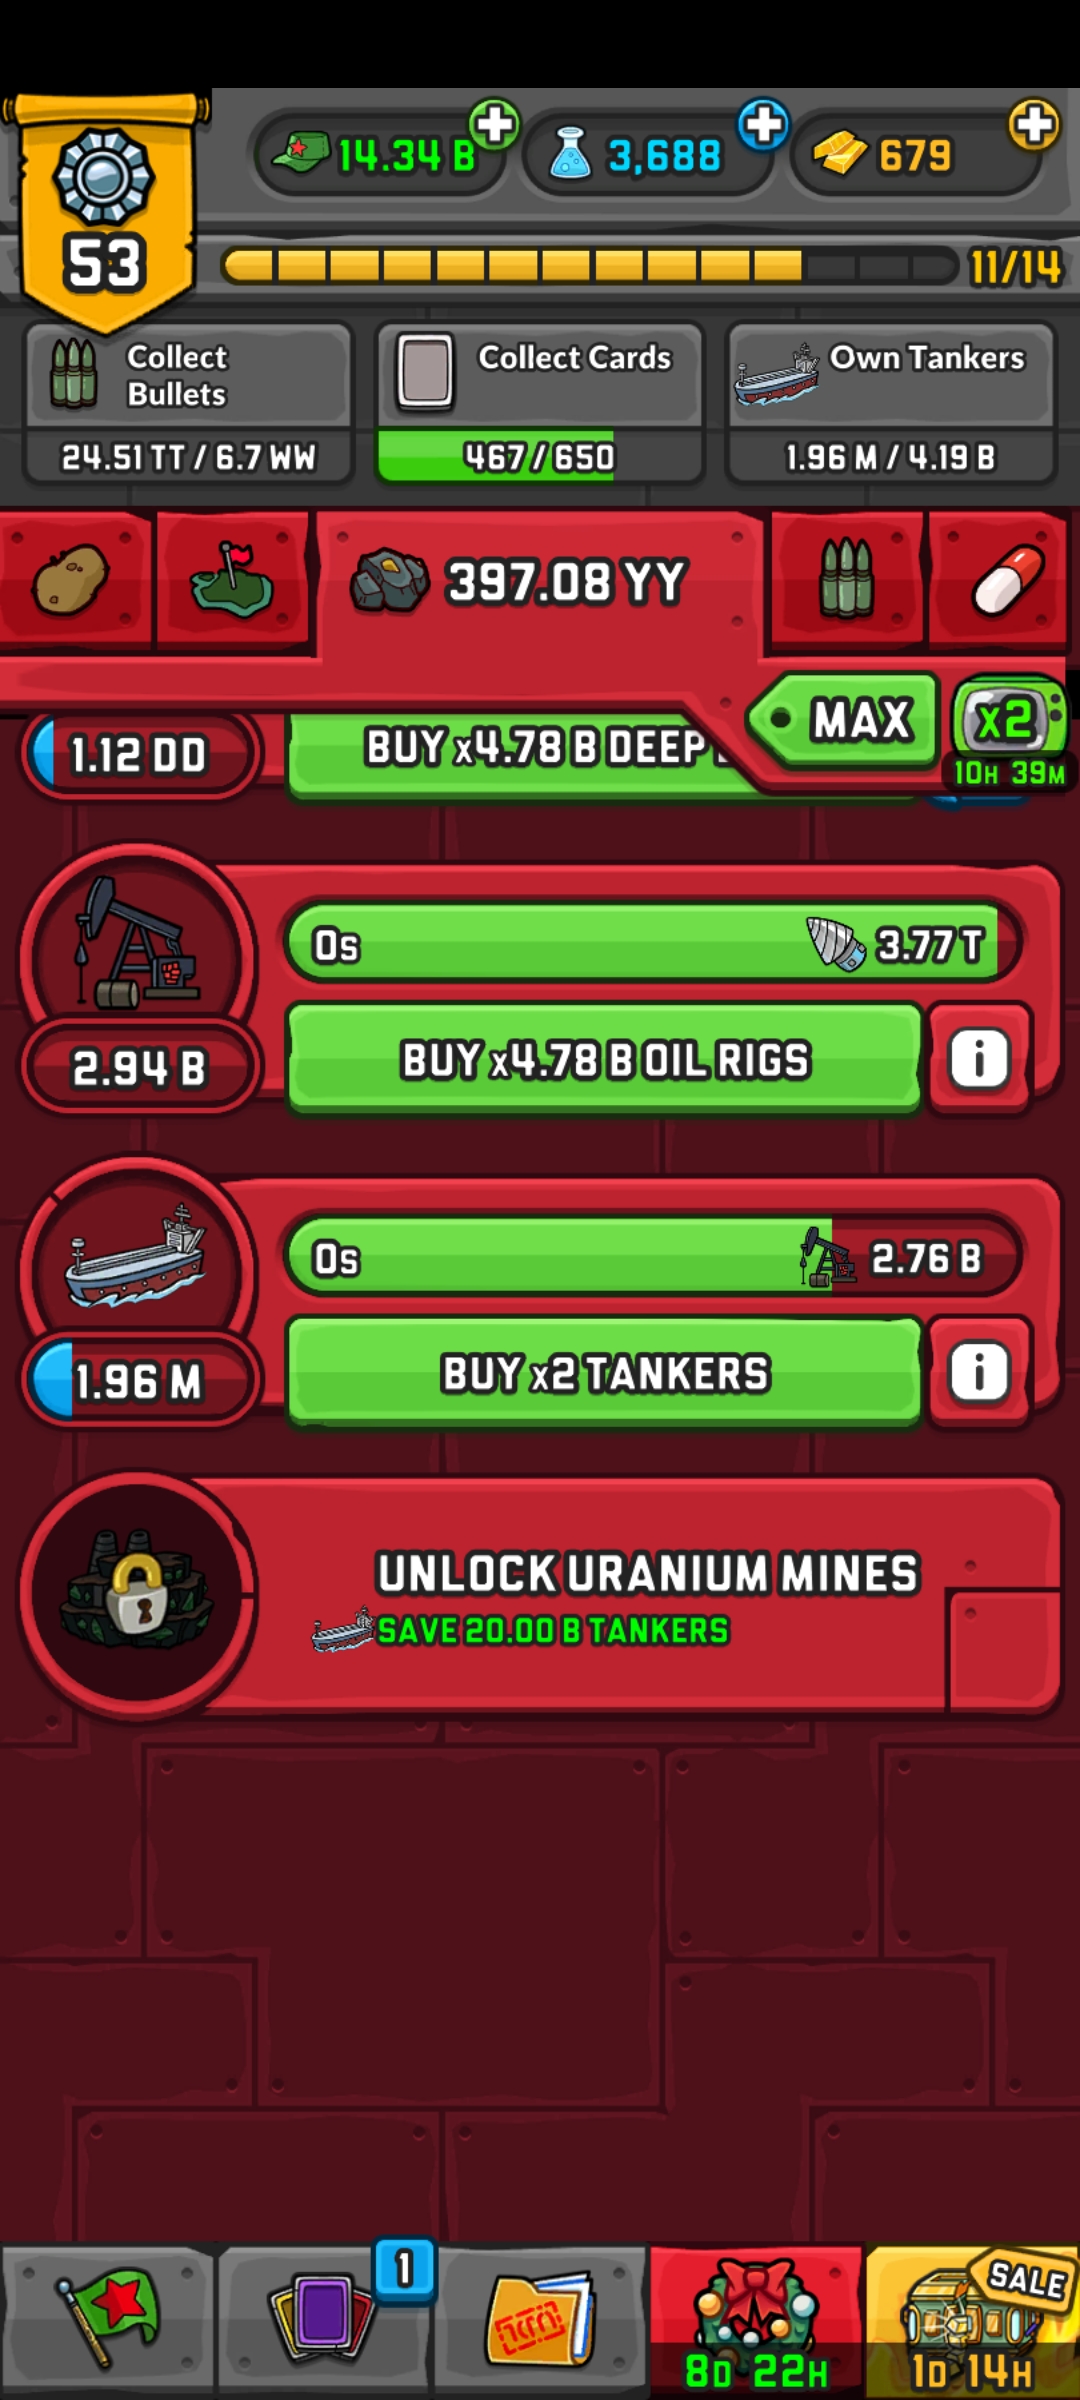 14.34 B
3,688
679
53
11/14
Collect
Bullets
24.51 TT / 6.7 WW
Collect Cards
467/650
Own Tankers
1.96 M / 4.19 B
397.08 YY
MAX
x2
10H 39M
1.12 DD
BUY x4.78 B DEEP
0s
3.77 T
2.94 B
BUY x4.78 B OIL RIGS
i
0s
2.76 B
1.96 M
BUY x2 TANKERS
i
UNLOCK URANIUM MINES
SAVE 20.00 B TANKERS
1
SALE
8D 22H
1D 14H